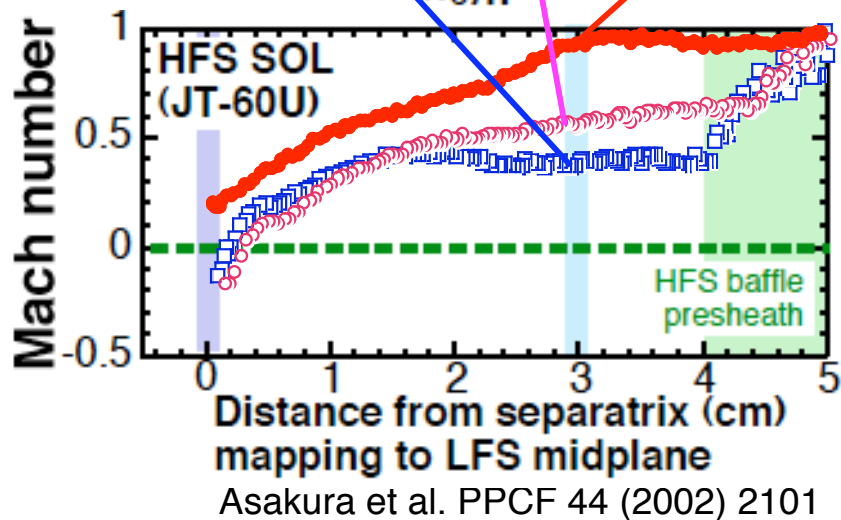 1
HFS SOL
(JT-60U)
0.5
0
-0.5
Mach number
HFS baffle
presheath
0 1 2 3 4 5
Distance from separatrix (cm)
mapping to LFS midplane
Asakura et al. PPCF 44 (2002) 2101